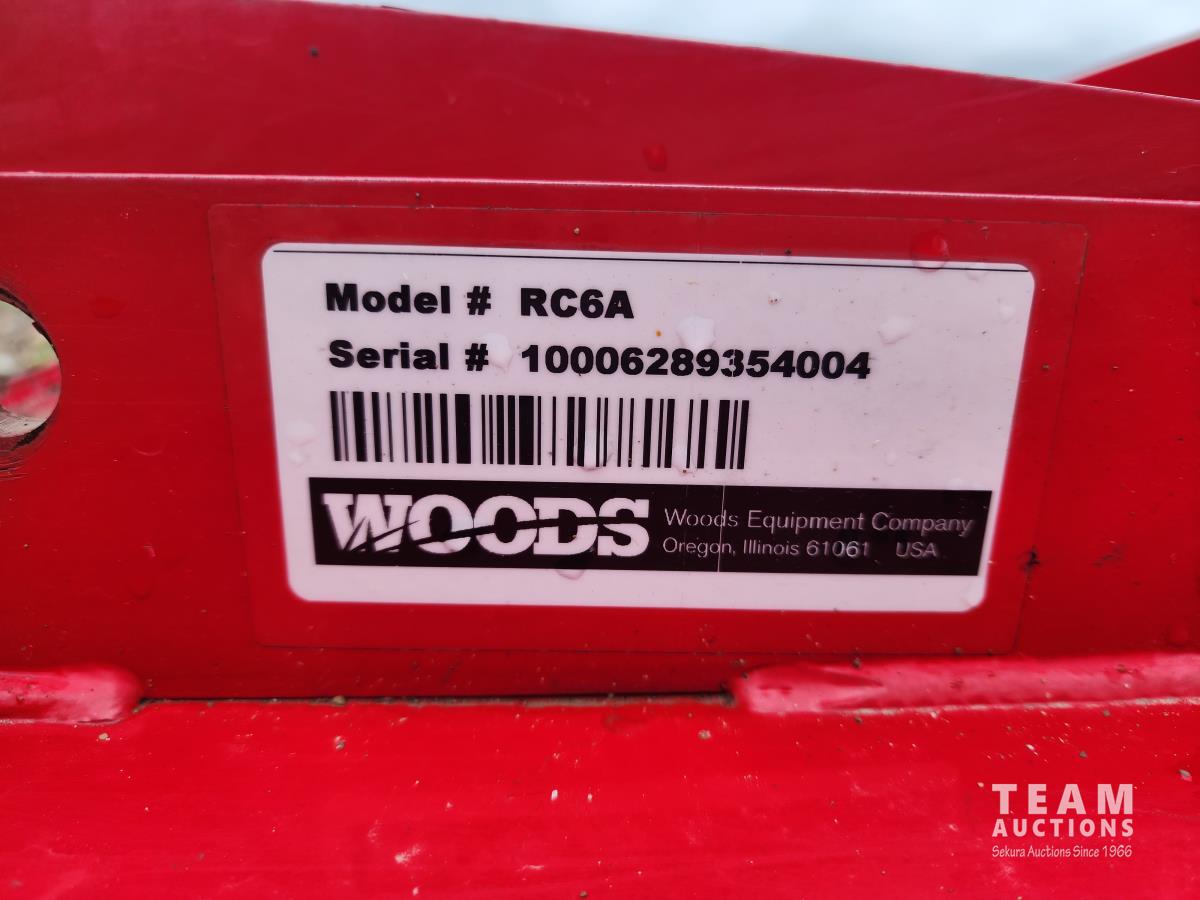 Model # RC6A
Serial # 10006289354004
WOODS
Woods Equipment Company
Oregon, Illinois 61061 USA
TEAM
AUCTIONS
Sekura Auctions Since 1966